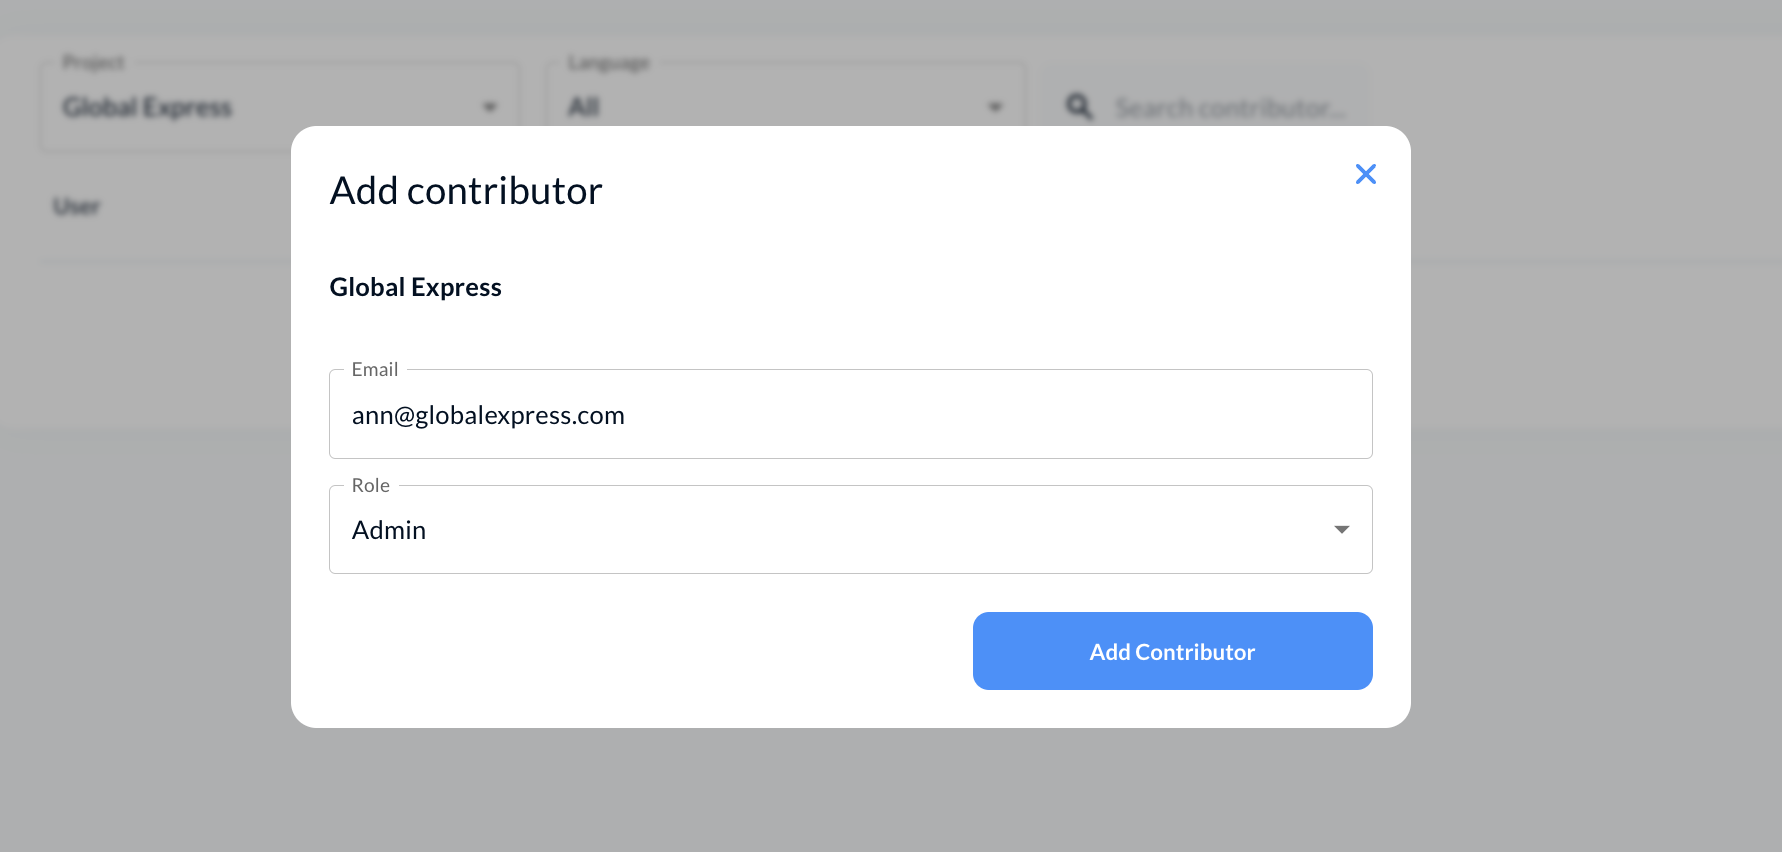 Project
Language
Global Express
All
Search contributor...
User
Add contributor
Global Express
Email
ann@globalexpress.com
Role
Admin
Add Contributor